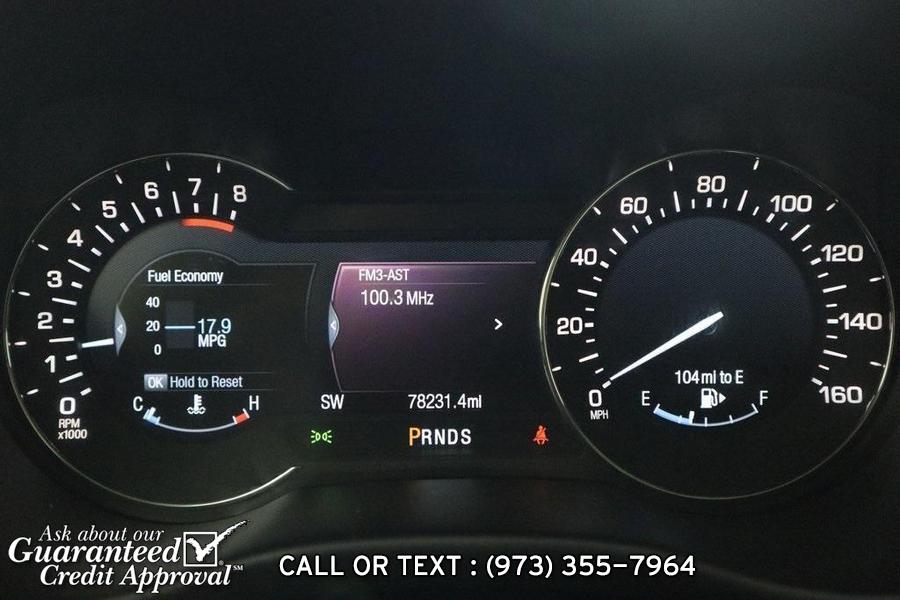 0
1
2
3
4
5
6
7
8
RPM
x1000
Fuel Economy
40
20
0
17.9
MPG
OK Hold to Reset
C H
FM3-AST
100.3 MHz
SW 78231.4mi
PRNDS
0
20
40
60
80
100
120
140
160
MPH
104 mi to E
E F
Ask about our
Guaranteed
Credit Approval SM
CALL OR TEXT : (973) 355-7964